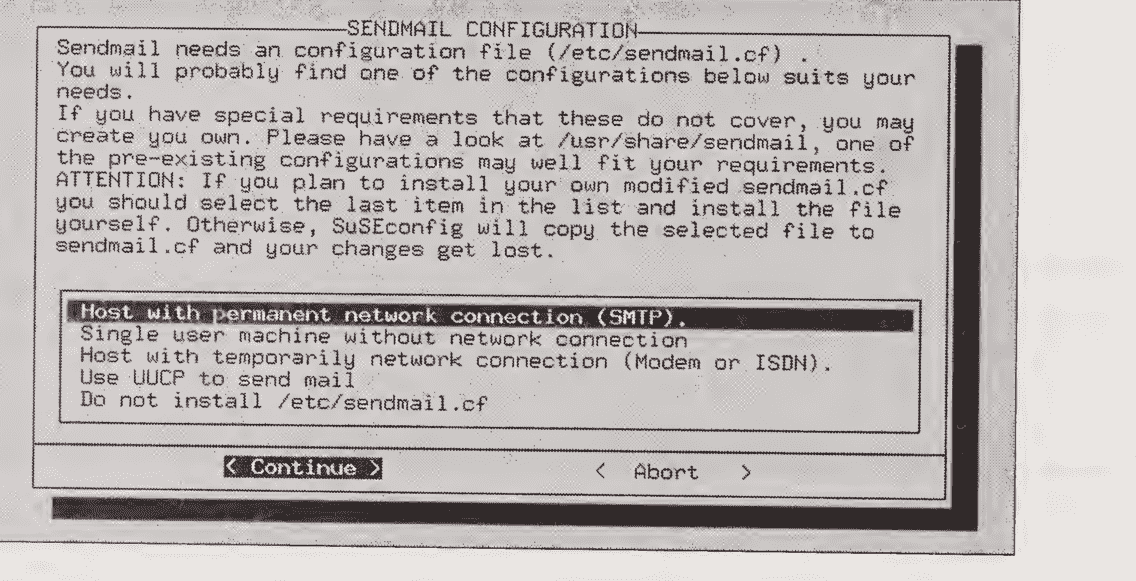 SENDMAIL CONFIGURATION
Sendmail needs an configuration file (/etc/sendmail.cf) .
You will probably find one of the configurations below suits your
needs.
If you have special requirements that these do not cover, you may
create you own. Please have a look at /usr/share/sendmail, one of
the pre-existing configurations may well fit your requirements.
ATTENTION: If you plan to install your own modified sendmail.cf
you should select the last item in the list and install the file
yourself. Otherwise, SuSEconfig will copy the selected file to
sendmail.cf and your changes get lost.
Host with permanent network connection (SMTP).
Single user machine without network connection
Host with temporarily network connection (Modem or ISDN).
Use UUCP to send mail
Do not install /etc/sendmail.cf
< Continue > < Abort >